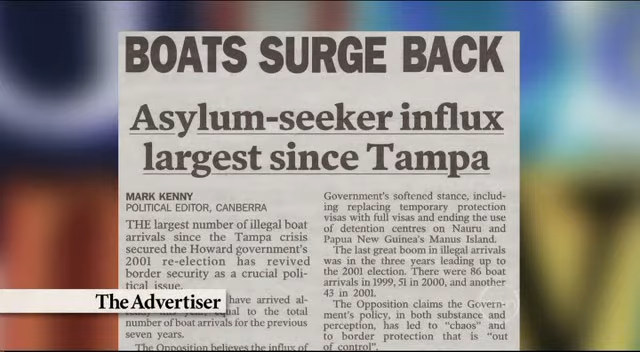 BOATS SURGE BACK
Asylum-seeker influx
largest since Tampa
MARK KENNY
POLITICAL EDITOR, CANBERRA
THE largest number of illegal boat
arrivals since the Tampa crisis
secured the Howard government's
2001 re-election has revived
border security as a crucial poli-
tical issue.
have arrived al-
to the total
number of boat arrivals for the previous
seven years.
The Opposition believes the influx of
Government's softened stance, includ-
ing replacing temporary protection
visas with full visas and ending the use
of detention centres on Nauru and
Papua New Guinea's Manus Island.
The last great boom in illegal arrivals
was in the three years leading up to
the 2001 election. There were 86 boat
arrivals in 1999, 51 in 2000, and another
43 in 2001.
The Opposition claims the Govern-
ment's policy, in both substance and
perception, has led to "chaos" and
to border protection that is "out
of control".
The Advertiser